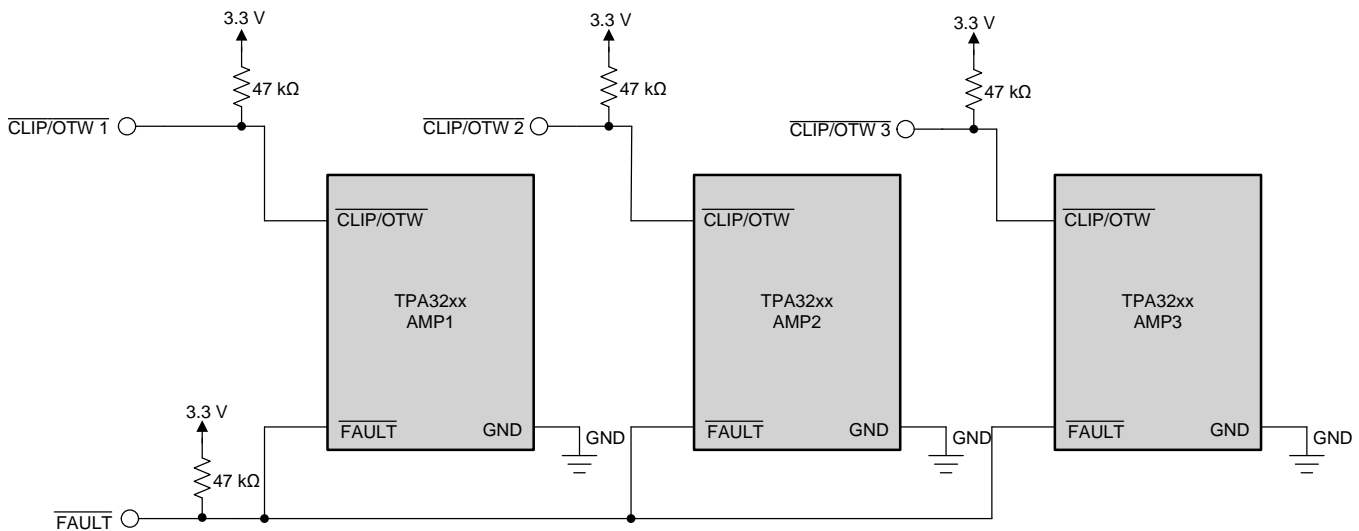 3.3 V
3.3 V
3.3 V
47 kΩ
47 kΩ
47 kΩ
CLIP/OTW 1
CLIP/OTW 2
CLIP/OTW 3
CLIP/OTW
CLIP/OTW
CLIP/OTW
TPA32xx
AMP1
TPA32xx
AMP2
TPA32xx
AMP3
3.3 V
FAULT
GND
GND
FAULT
GND
GND
FAULT
GND
GND
47 kΩ
FAULT